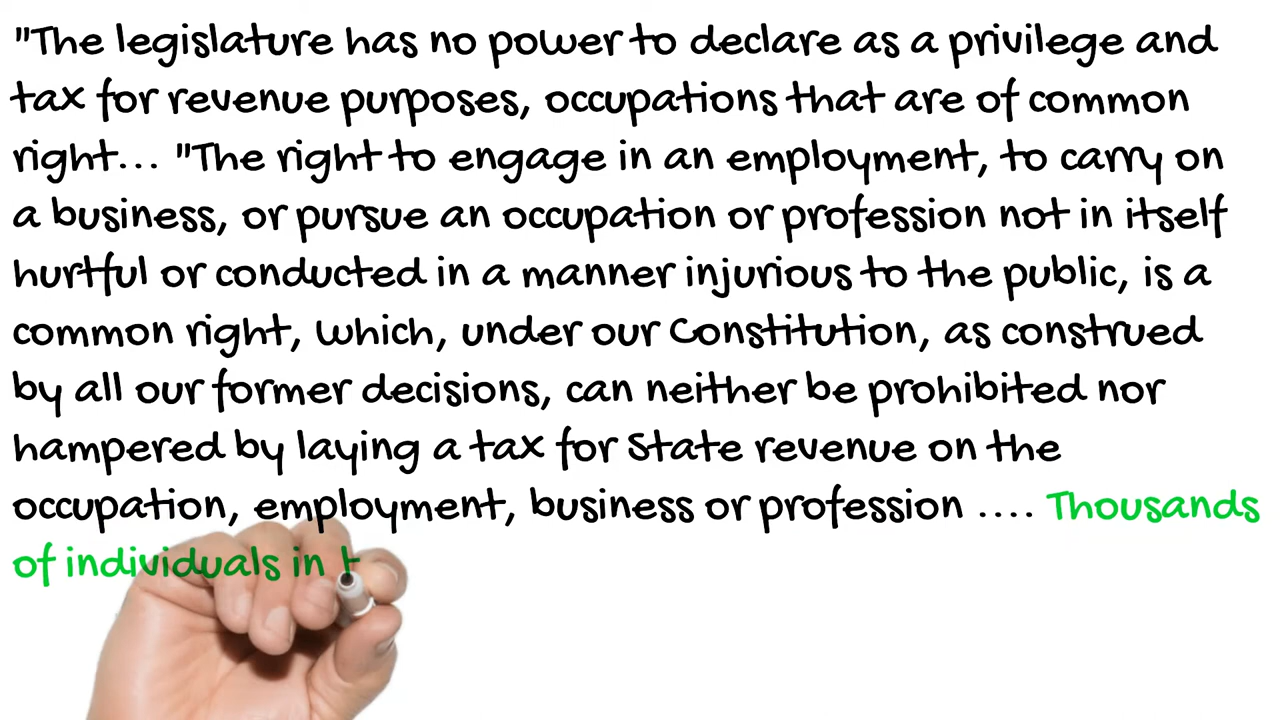 "The legislature has no power to declare as a privilege and
tax for revenue purposes, occupations that are of common
right... "The right to engage in an employment, to carry on
a business, or pursue an occupation or profession not in itself
hurtful or conducted in a manner injurious to the public, is a
common right, which, under our Constitution, as construed
by all our former decisions, can neither be prohibited nor
hampered by laying a tax for State revenue on the
occupation, employment, business or profession .... Thousands
of individuals in